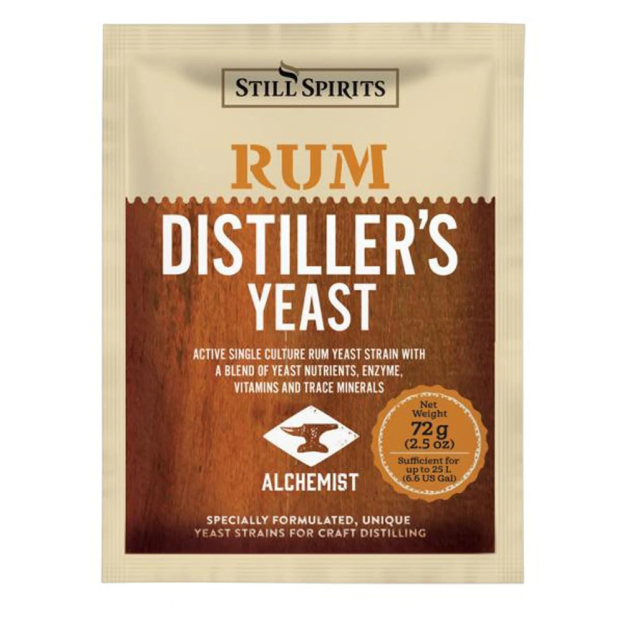 STILL SPIRITS
RUM
DISTILLER'S
YEAST
ACTIVE SINGLE CULTURE RUM YEAST STRAIN WITH
A BLEND OF YEAST NUTRIENTS, ENZYME,
VITAMINS AND TRACE MINERALS
Net
Weight
72 g
(2.5 oz)
Sufficient for
up to 25 L
(6.6 US Gal)
ALCHEMIST
SPECIALLY FORMULATED, UNIQUE
YEAST STRAINS FOR CRAFT DISTILLING